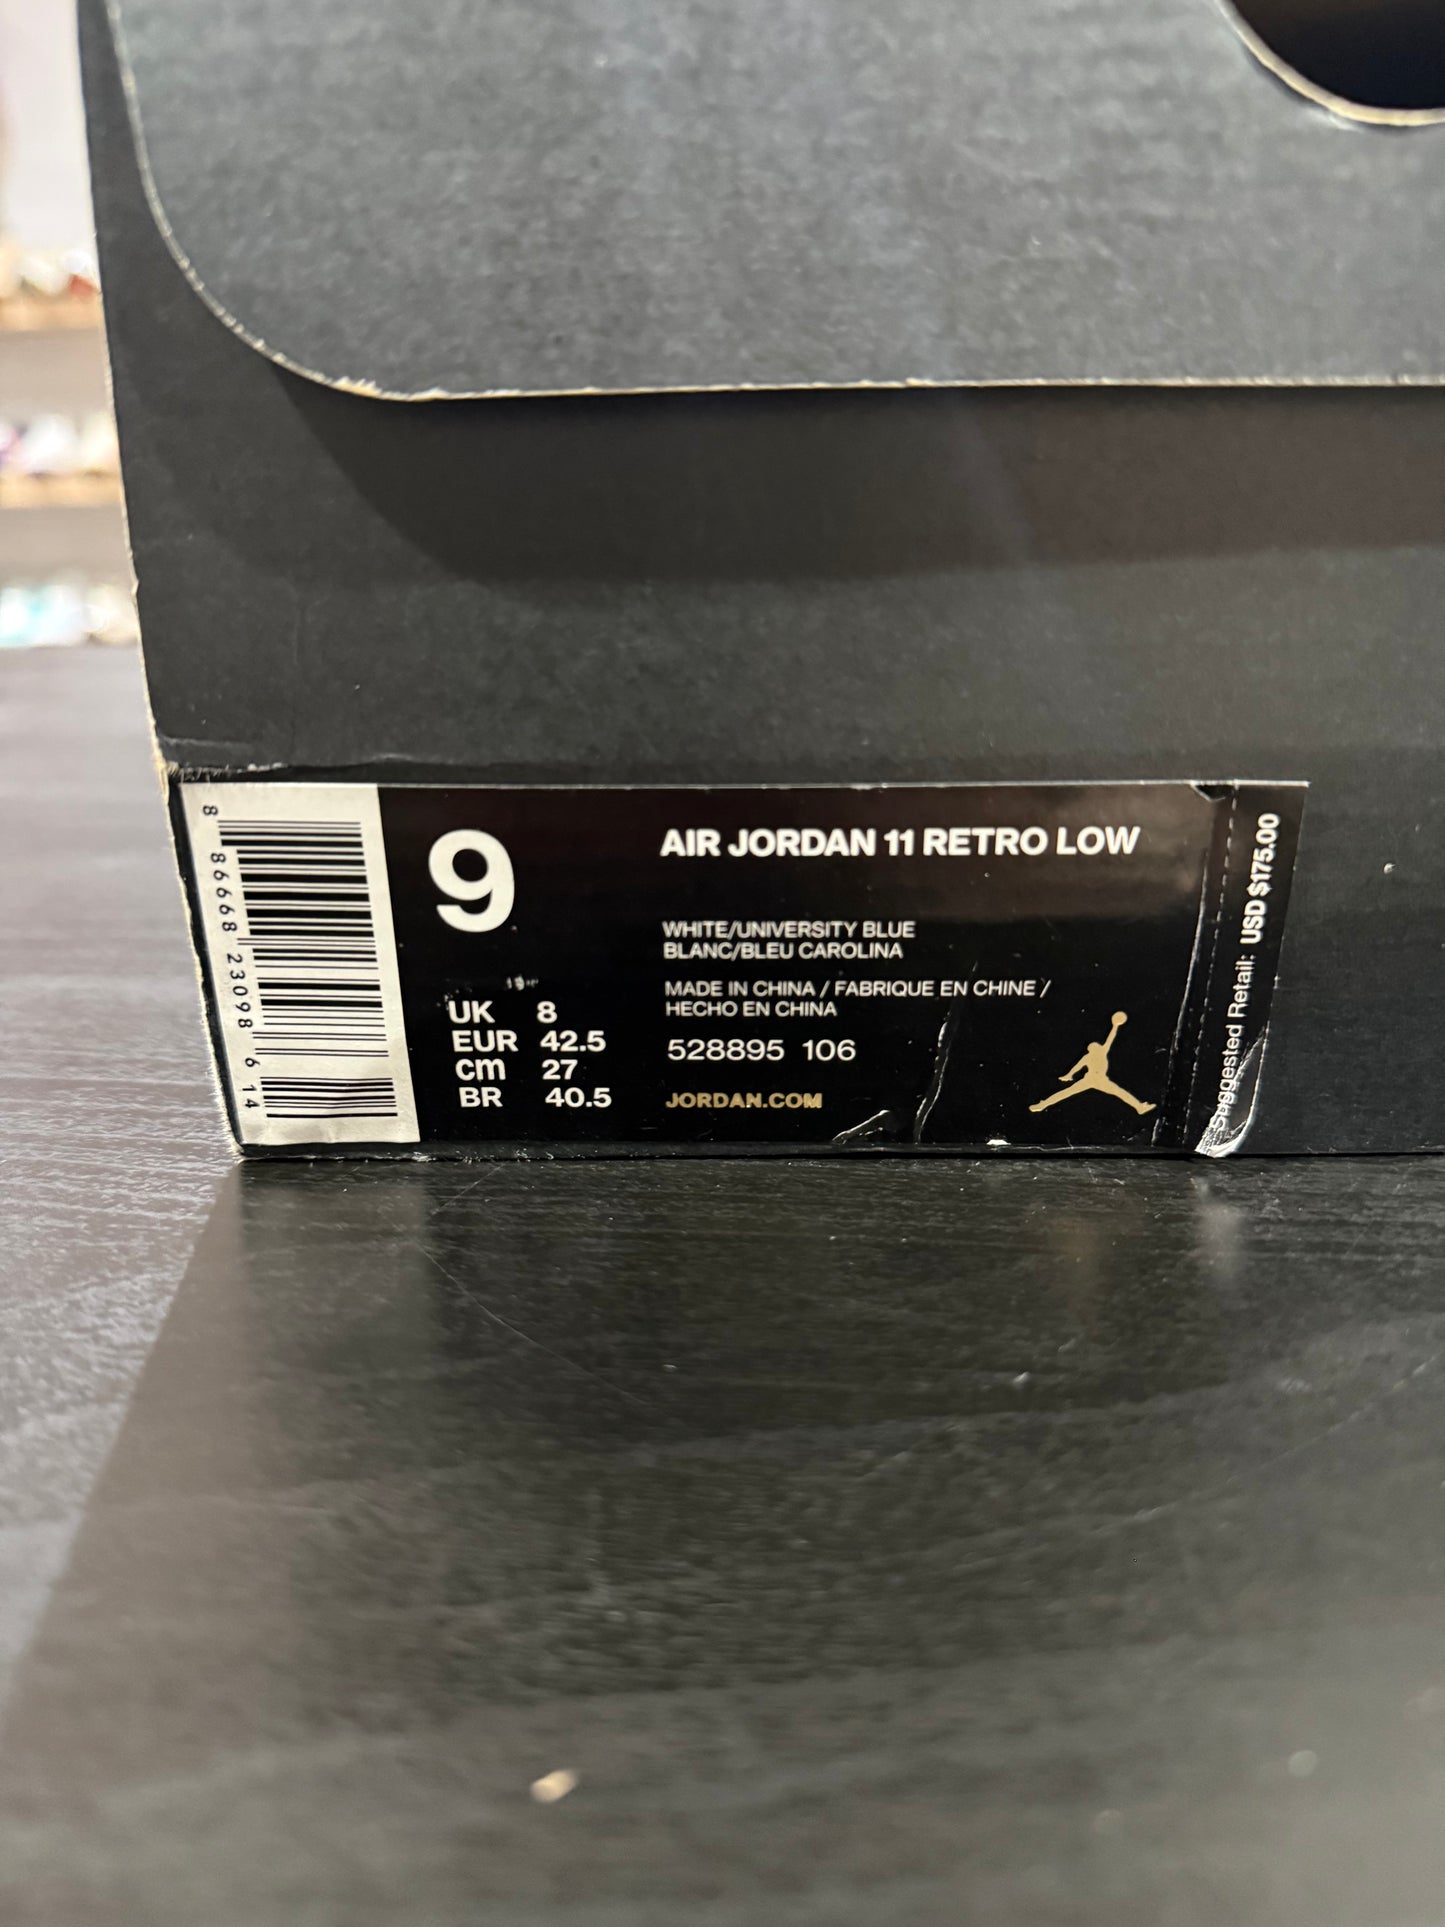 8 86668 23098 6 14
9
UK 8
EUR 42.5
cm 27
BR 40.5
AIR JORDAN 11 RETRO LOW
WHITE/UNIVERSITY BLUE
BLANC/BLEU CAROLINA
MADE IN CHINA / FABRIQUE EN CHINE /
HECHO EN CHINA
528895 106
JORDAN.COM
Suggested Retail: USD $175.00